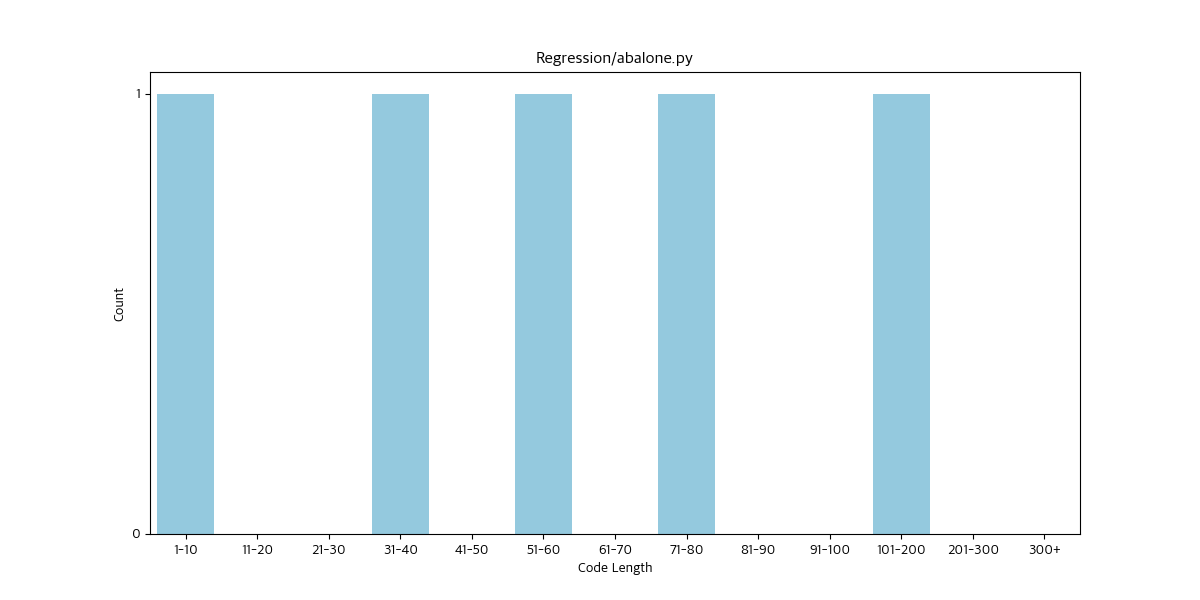 Regression/abalone.py
1
Count
0
1-10 11-20 21-30 31-40 41-50 51-60 61-70 71-80 81-90 91-100 101-200 201-300 300+
Code Length